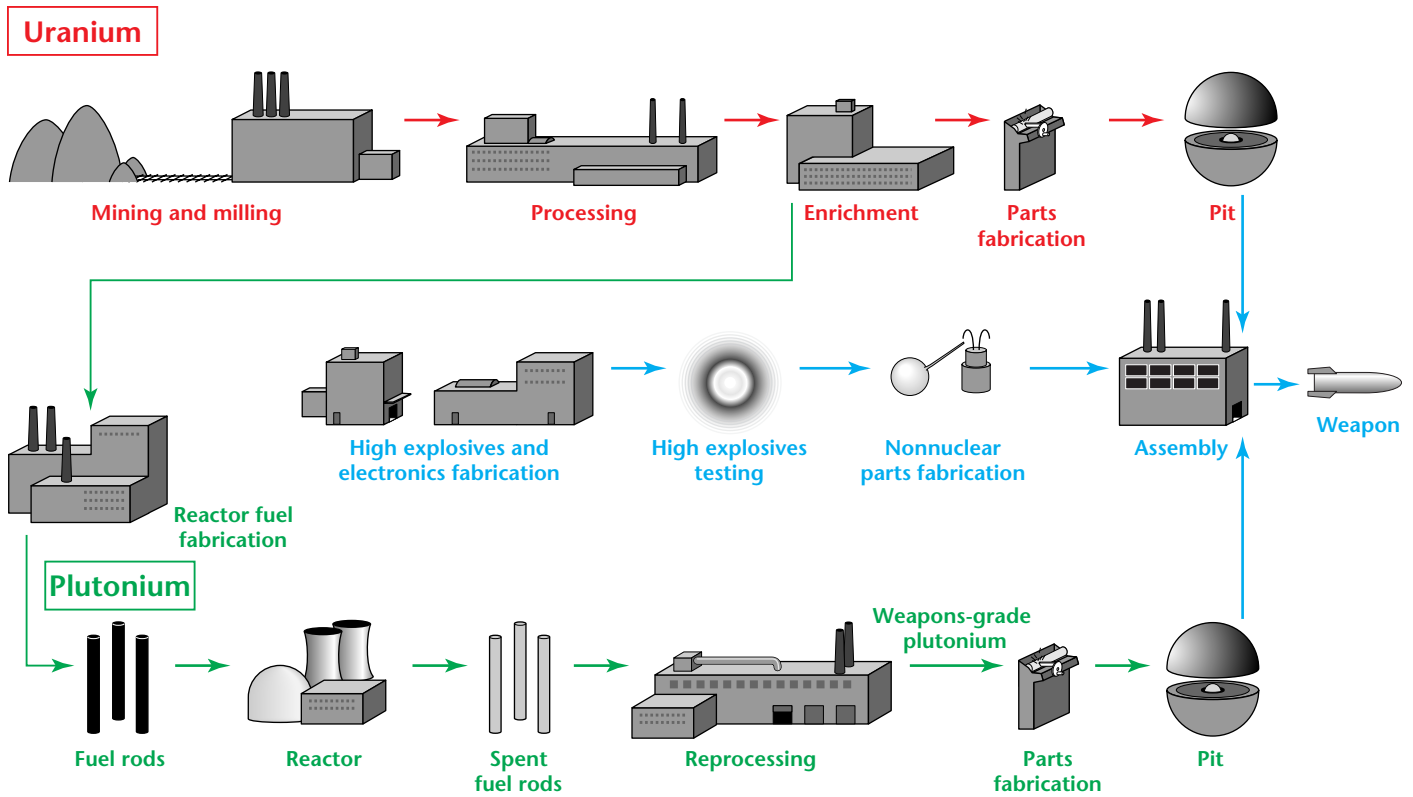 Uranium
Mining and milling
Processing
Enrichment
Parts
fabrication
Pit
High explosives and
electronics fabrication
High explosives
testing
Nonnuclear
parts fabrication
Assembly
Weapon
Reactor fuel
fabrication
Plutonium
Fuel rods
Reactor
Spent
fuel rods
Reprocessing
Weapons-grade
plutonium
Parts
fabrication
Pit